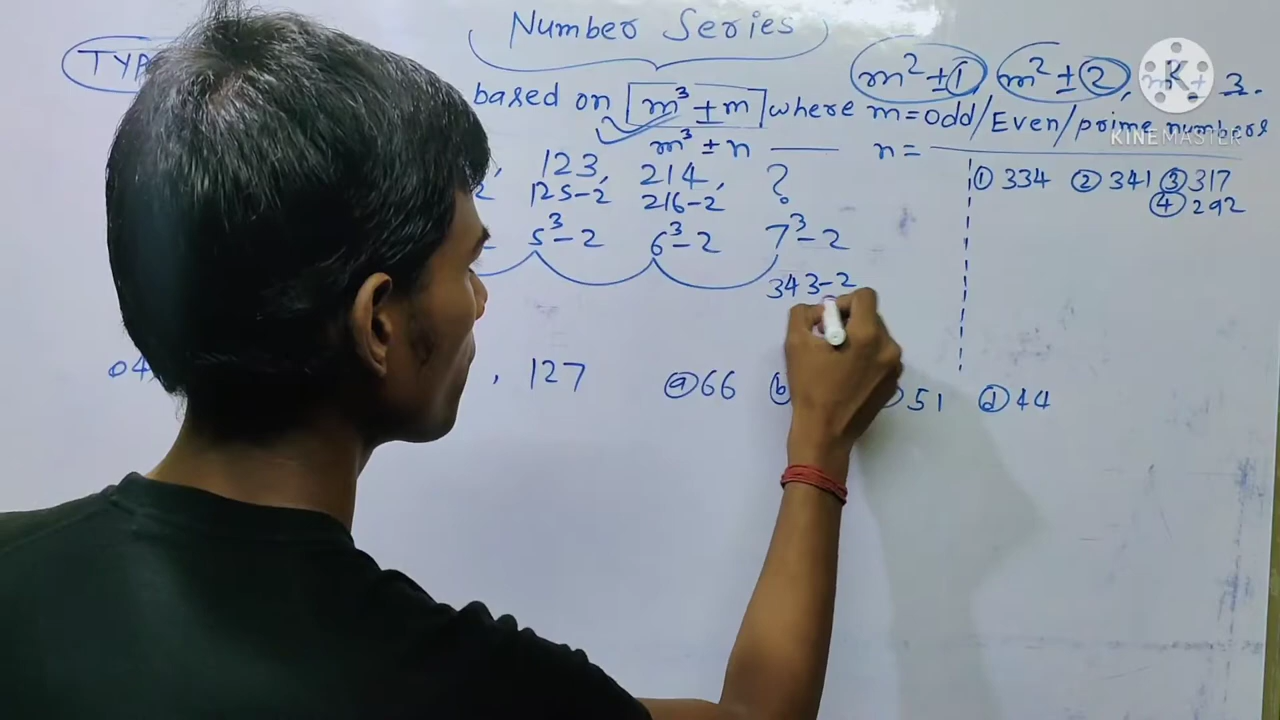 Number Series
TYP
m² ±1 m² ±2,
± 3.
based on m³ ±m where m=odd/Even/prime numbers
m³ ±n n=
KINEMASTER
, 123, 214, ?
2 125-2 216-2
5³-2 6³-2 7³-2
343-2
① 334 ② 341 ③ 317
④ 292
04
, 127 ⓐ 66 ⓑ 51 ⓓ 44